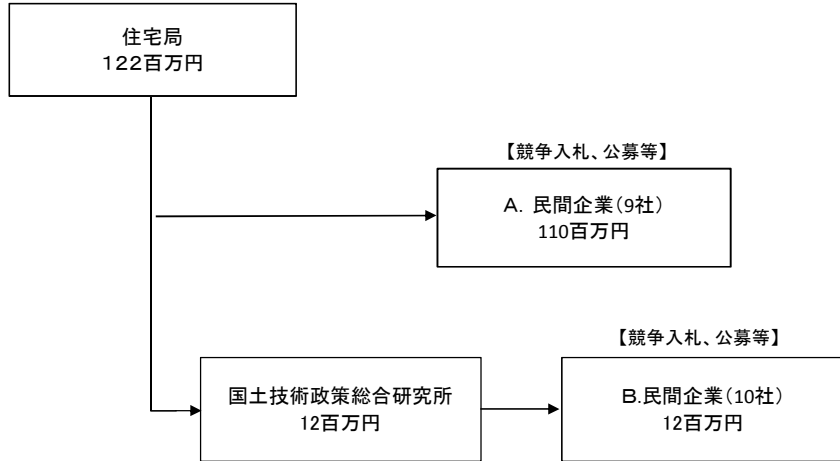 住宅局
１２２百万円
【競争入札、公募等】
Ａ．民間企業（9社）
110百万円
【競争入札、公募等】
国土技術政策総合研究所
12百万円
Ｂ.民間企業（10社）
12百万円